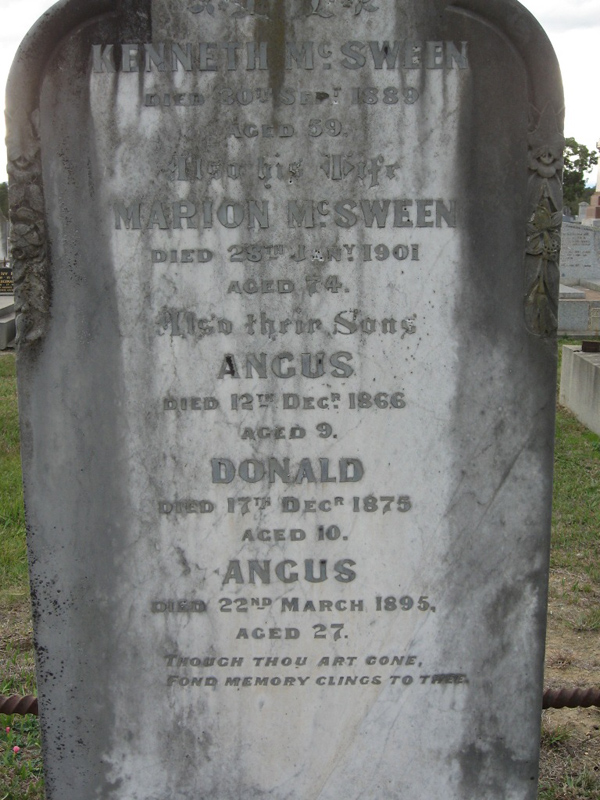 KENNETH McSWEEN
DIED 30TH SEPT 1889
AGED 59.
Also his Wife
MARION McSWEEN
DIED 28TH JANY 1901
AGED 74.
Also their Sons
ANGUS
DIED 12TH DECR 1866
AGED 9.
DONALD
DIED 17TH DECR 1875
AGED 10.
ANGUS
DIED 22ND MARCH 1895,
AGED 27.
THOUGH THOU ART GONE,
FOND MEMORY CLINGS TO THEE.